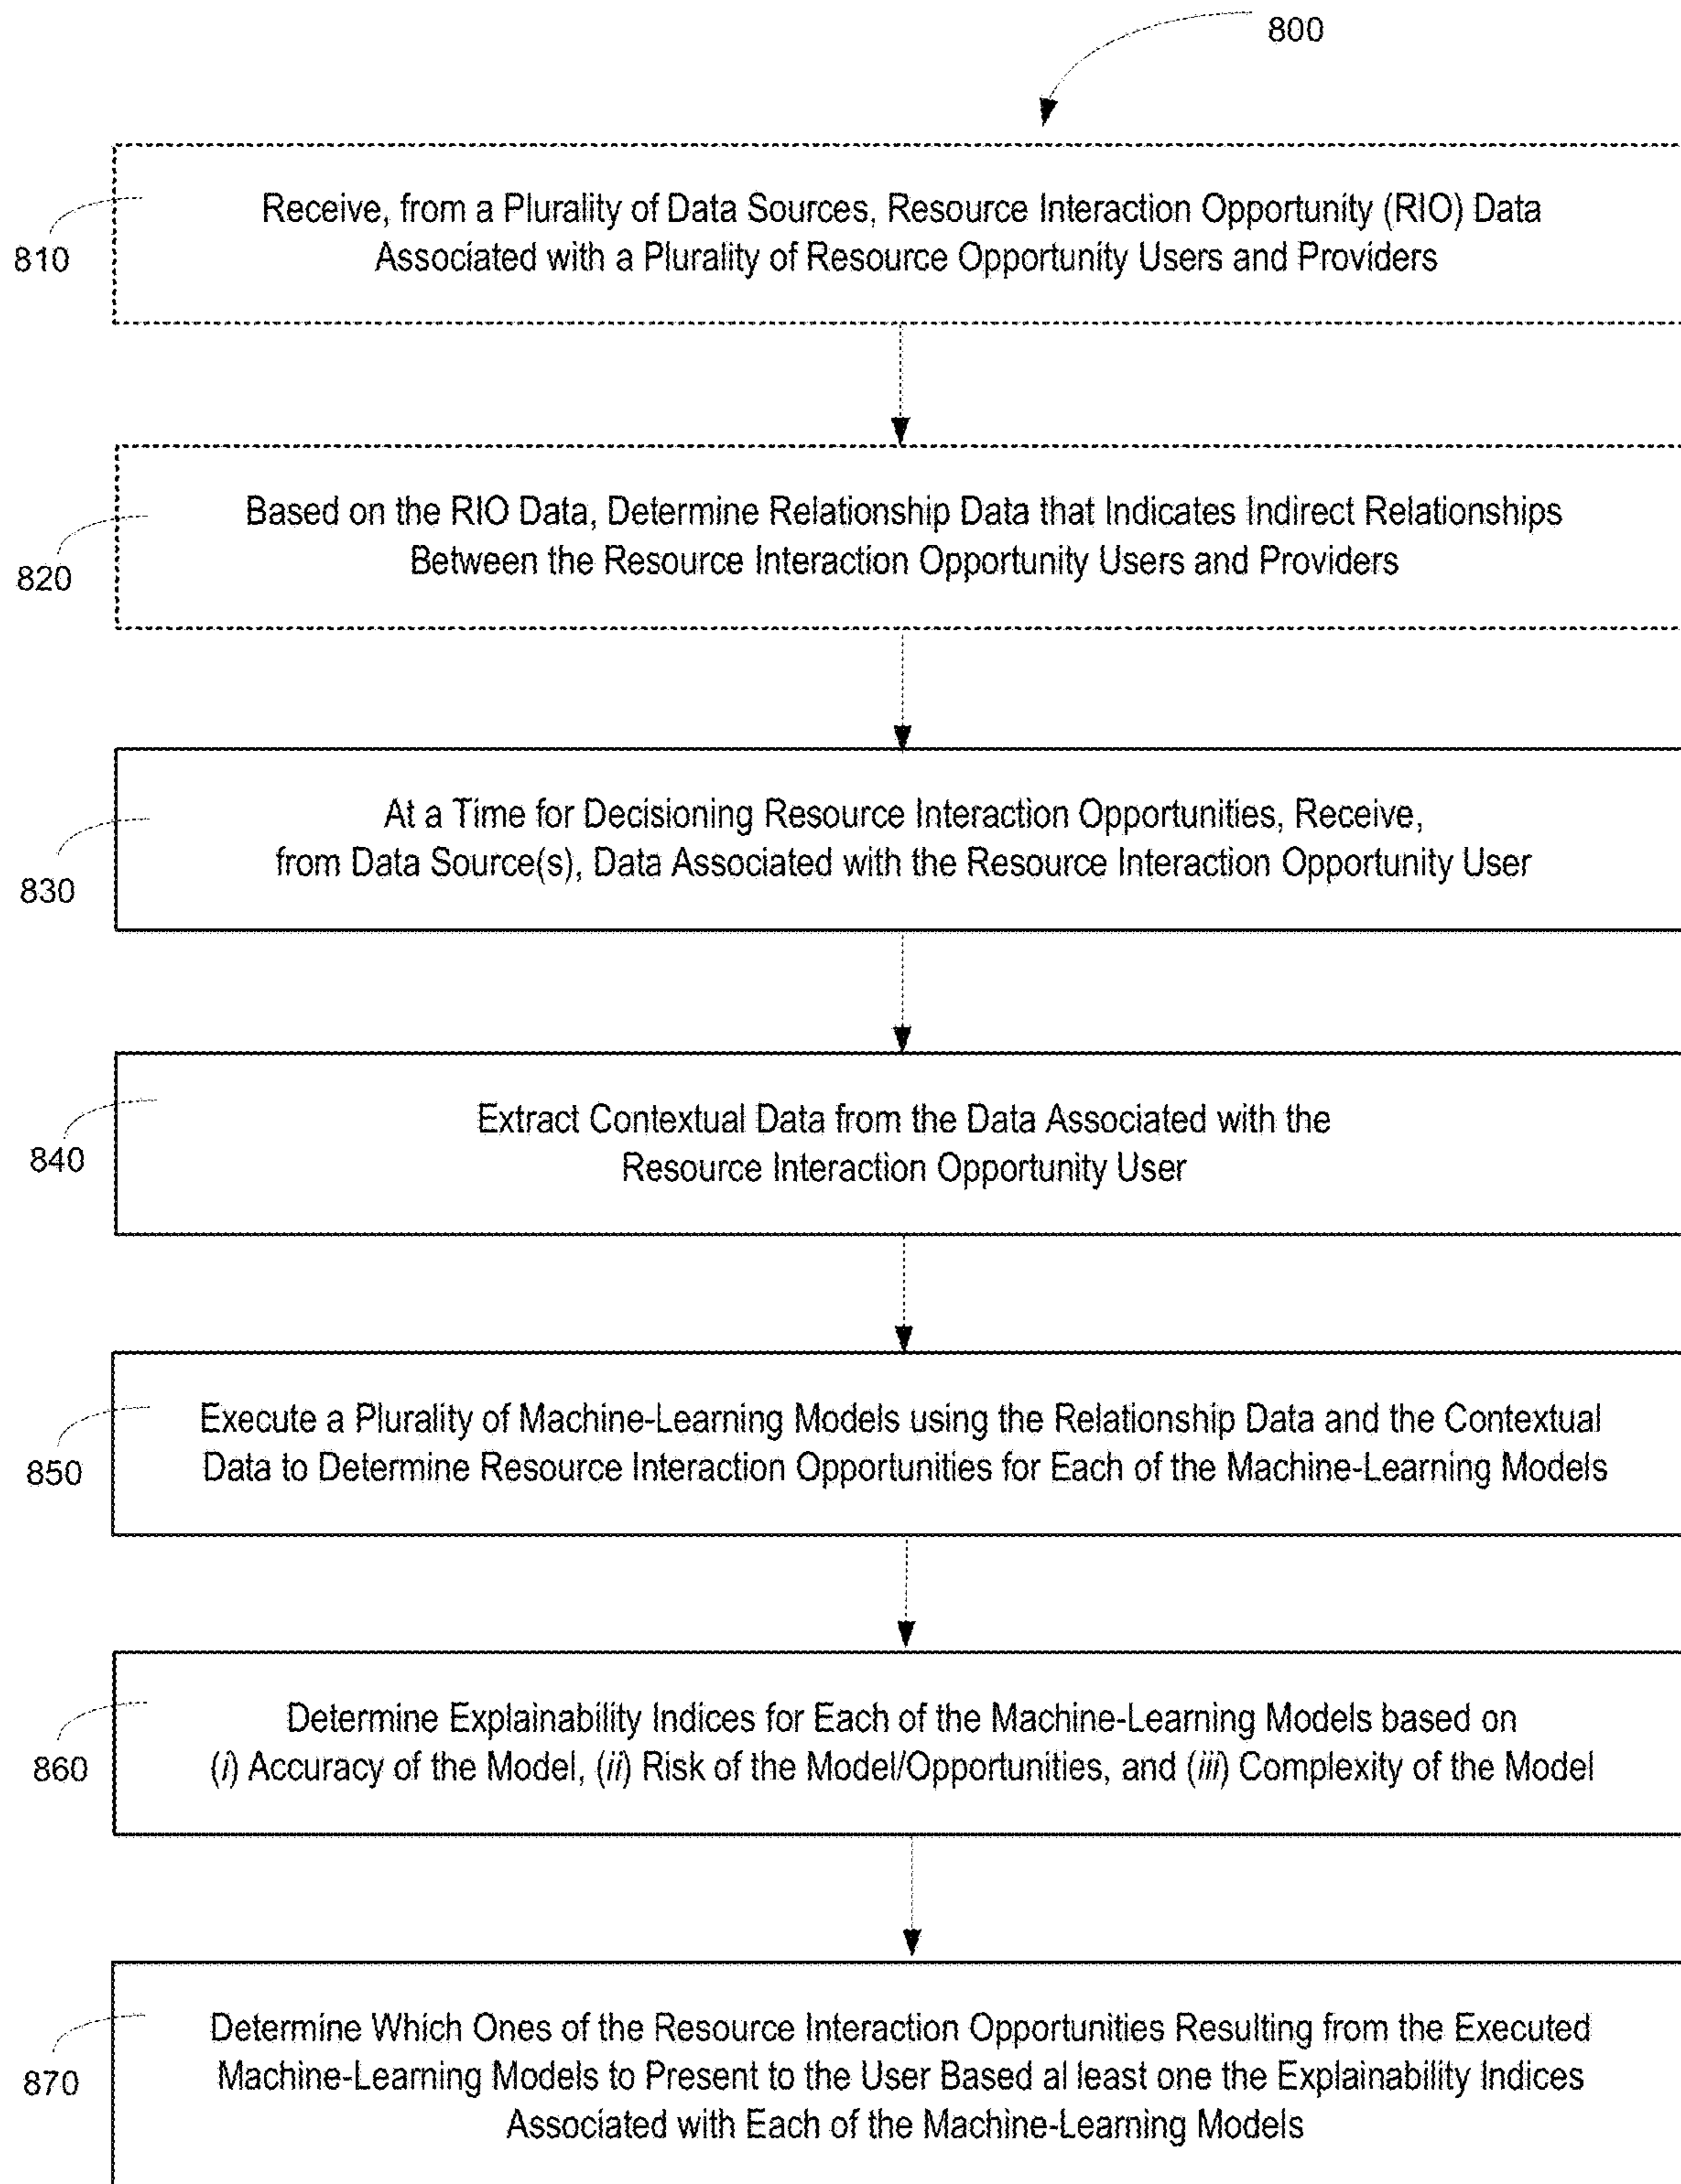 800
Receive, from a Plurality of Data Sources, Resource Interaction Opportunity (RIO) Data
Associated with a Plurality of Resource Opportunity Users and Providers
810
Based on the RIO Data, Determine Relationship Data that Indicates Indirect Relationships
Between the Resource Interaction Opportunity Users and Providers
820
At a Time for Decisioning Resource Interaction Opportunities, Receive,
from Data Source(s), Data Associated with the Resource Interaction Opportunity User
830
Extract Contextual Data from the Data Associated with the
Resource Interaction Opportunity User
840
Execute a Plurality of Machine-Learning Models using the Relationship Data and the Contextual
Data to Determine Resource Interaction Opportunities for Each of the Machine-Learning Models
850
Determine Explainability Indices for Each of the Machine-Learning Models based on
(i) Accuracy of the Model, (ii) Risk of the Model/Opportunities, and (iii) Complexity of the Model
860
Determine Which Ones of the Resource Interaction Opportunities Resulting from the Executed
Machine-Learning Models to Present to the User Based al least one the Explainability Indices
Associated with Each of the Machine-Learning Models
870